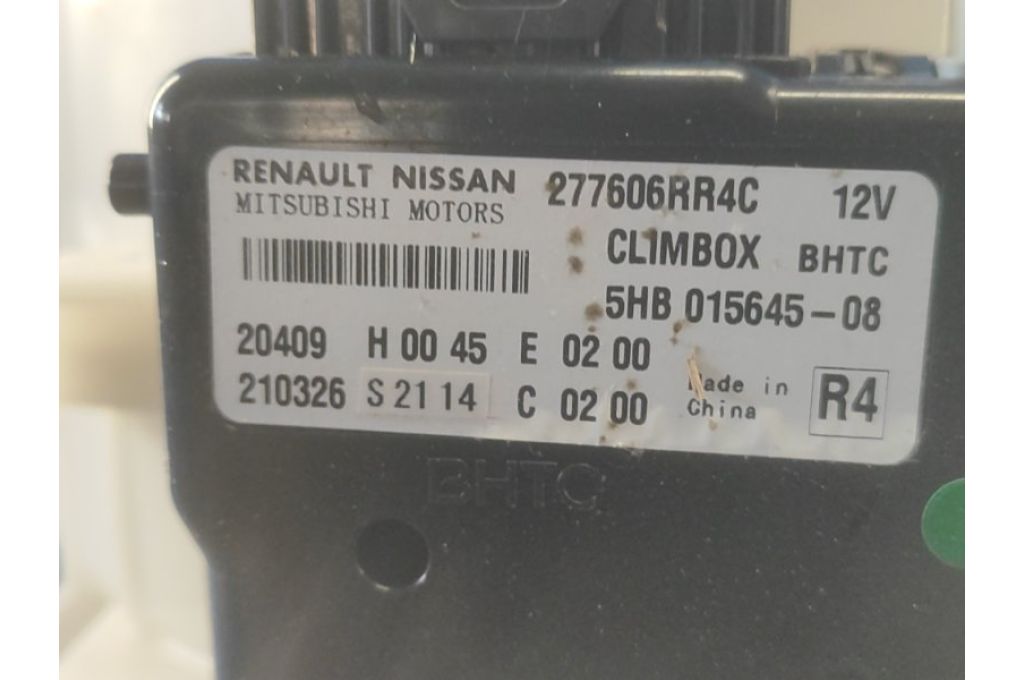 RENAULT NISSAN 277606RR4C 12V
MITSUBISHI MOTORS
CLIMBOX BHTC
5HB 015645-08
20409 H 00 45 E 02 00
210326 S 21 14 C 02 00
Made in
China
R4
BHTC